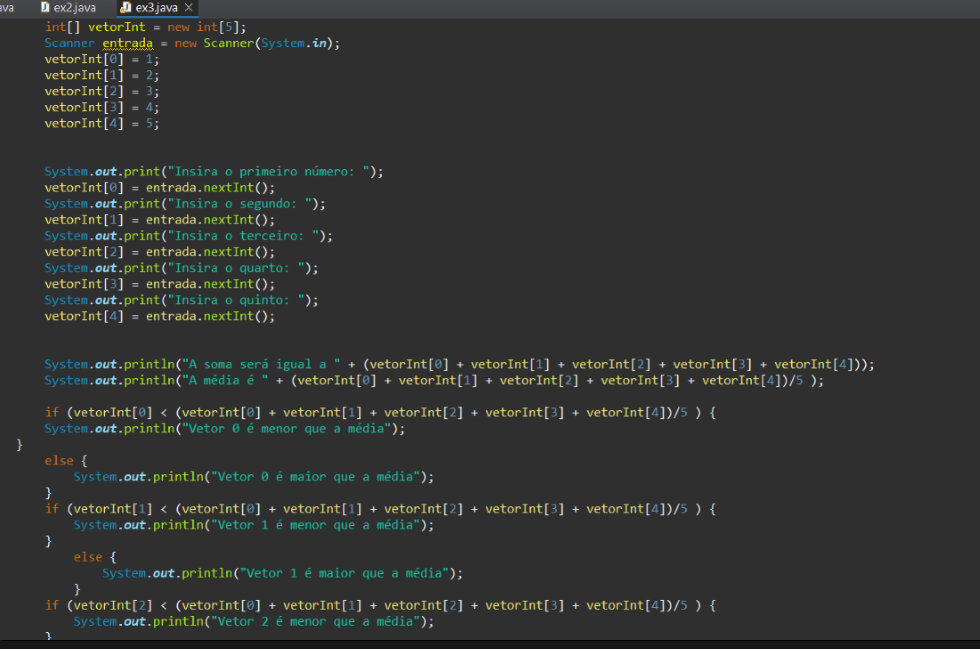 ava ex2.java ex3.java
int[] vetorInt = new int[5];
Scanner entrada = new Scanner(System.in);
vetorInt[0] = 1;
vetorInt[1] = 2;
vetorInt[2] = 3;
vetorInt[3] = 4;
vetorInt[4] = 5;
System.out.print("Insira o primeiro número: ");
vetorInt[0] = entrada.nextInt();
System.out.print("Insira o segundo: ");
vetorInt[1] = entrada.nextInt();
System.out.print("Insira o terceiro: ");
vetorInt[2] = entrada.nextInt();
System.out.print("Insira o quarto: ");
vetorInt[3] = entrada.nextInt();
System.out.print("Insira o quinto: ");
vetorInt[4] = entrada.nextInt();
System.out.println("A soma será igual a " + (vetorInt[0] + vetorInt[1] + vetorInt[2] + vetorInt[3] + vetorInt[4]));
System.out.println("A média é " + (vetorInt[0] + vetorInt[1] + vetorInt[2] + vetorInt[3] + vetorInt[4])/5 );
if (vetorInt[0] < (vetorInt[0] + vetorInt[1] + vetorInt[2] + vetorInt[3] + vetorInt[4])/5 ) {
System.out.println("Vetor 0 é menor que a média");
}
else {
System.out.println("Vetor 0 é maior que a média");
}
if (vetorInt[1] < (vetorInt[0] + vetorInt[1] + vetorInt[2] + vetorInt[3] + vetorInt[4])/5 ) {
System.out.println("Vetor 1 é menor que a média");
}
else {
System.out.println("Vetor 1 é maior que a média");
}
if (vetorInt[2] < (vetorInt[0] + vetorInt[1] + vetorInt[2] + vetorInt[3] + vetorInt[4])/5 ) {
System.out.println("Vetor 2 é menor que a média");
}